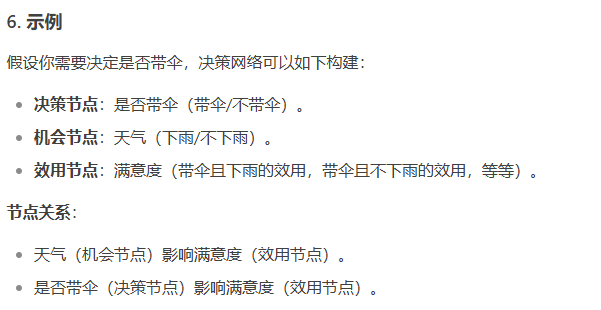 6. 示例
假设你需要决定是否带伞，决策网络可以如下构建：
• 决策节点：是否带伞（带伞/不带伞）。
• 机会节点：天气（下雨/不下雨）。
• 效用节点：满意度（带伞且下雨的效用，带伞且不下雨的效用，等等）。
节点关系：
• 天气（机会节点）影响满意度（效用节点）。
• 是否带伞（决策节点）影响满意度（效用节点）。